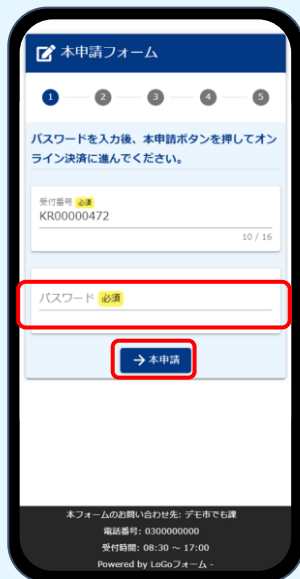 本申請フォーム
1 2 3 4 5
パスワードを入力後、本申請ボタンを押してオン
ライン決済に進んでください。
受付番号 必須
KR00000472
10 / 16
パスワード 必須
→本申請
本フォームのお問い合わせ先: デモ市でも課
電話番号: 0300000000
受付時間: 08:30 ～ 17:00
Powered by LoGoフォーム -